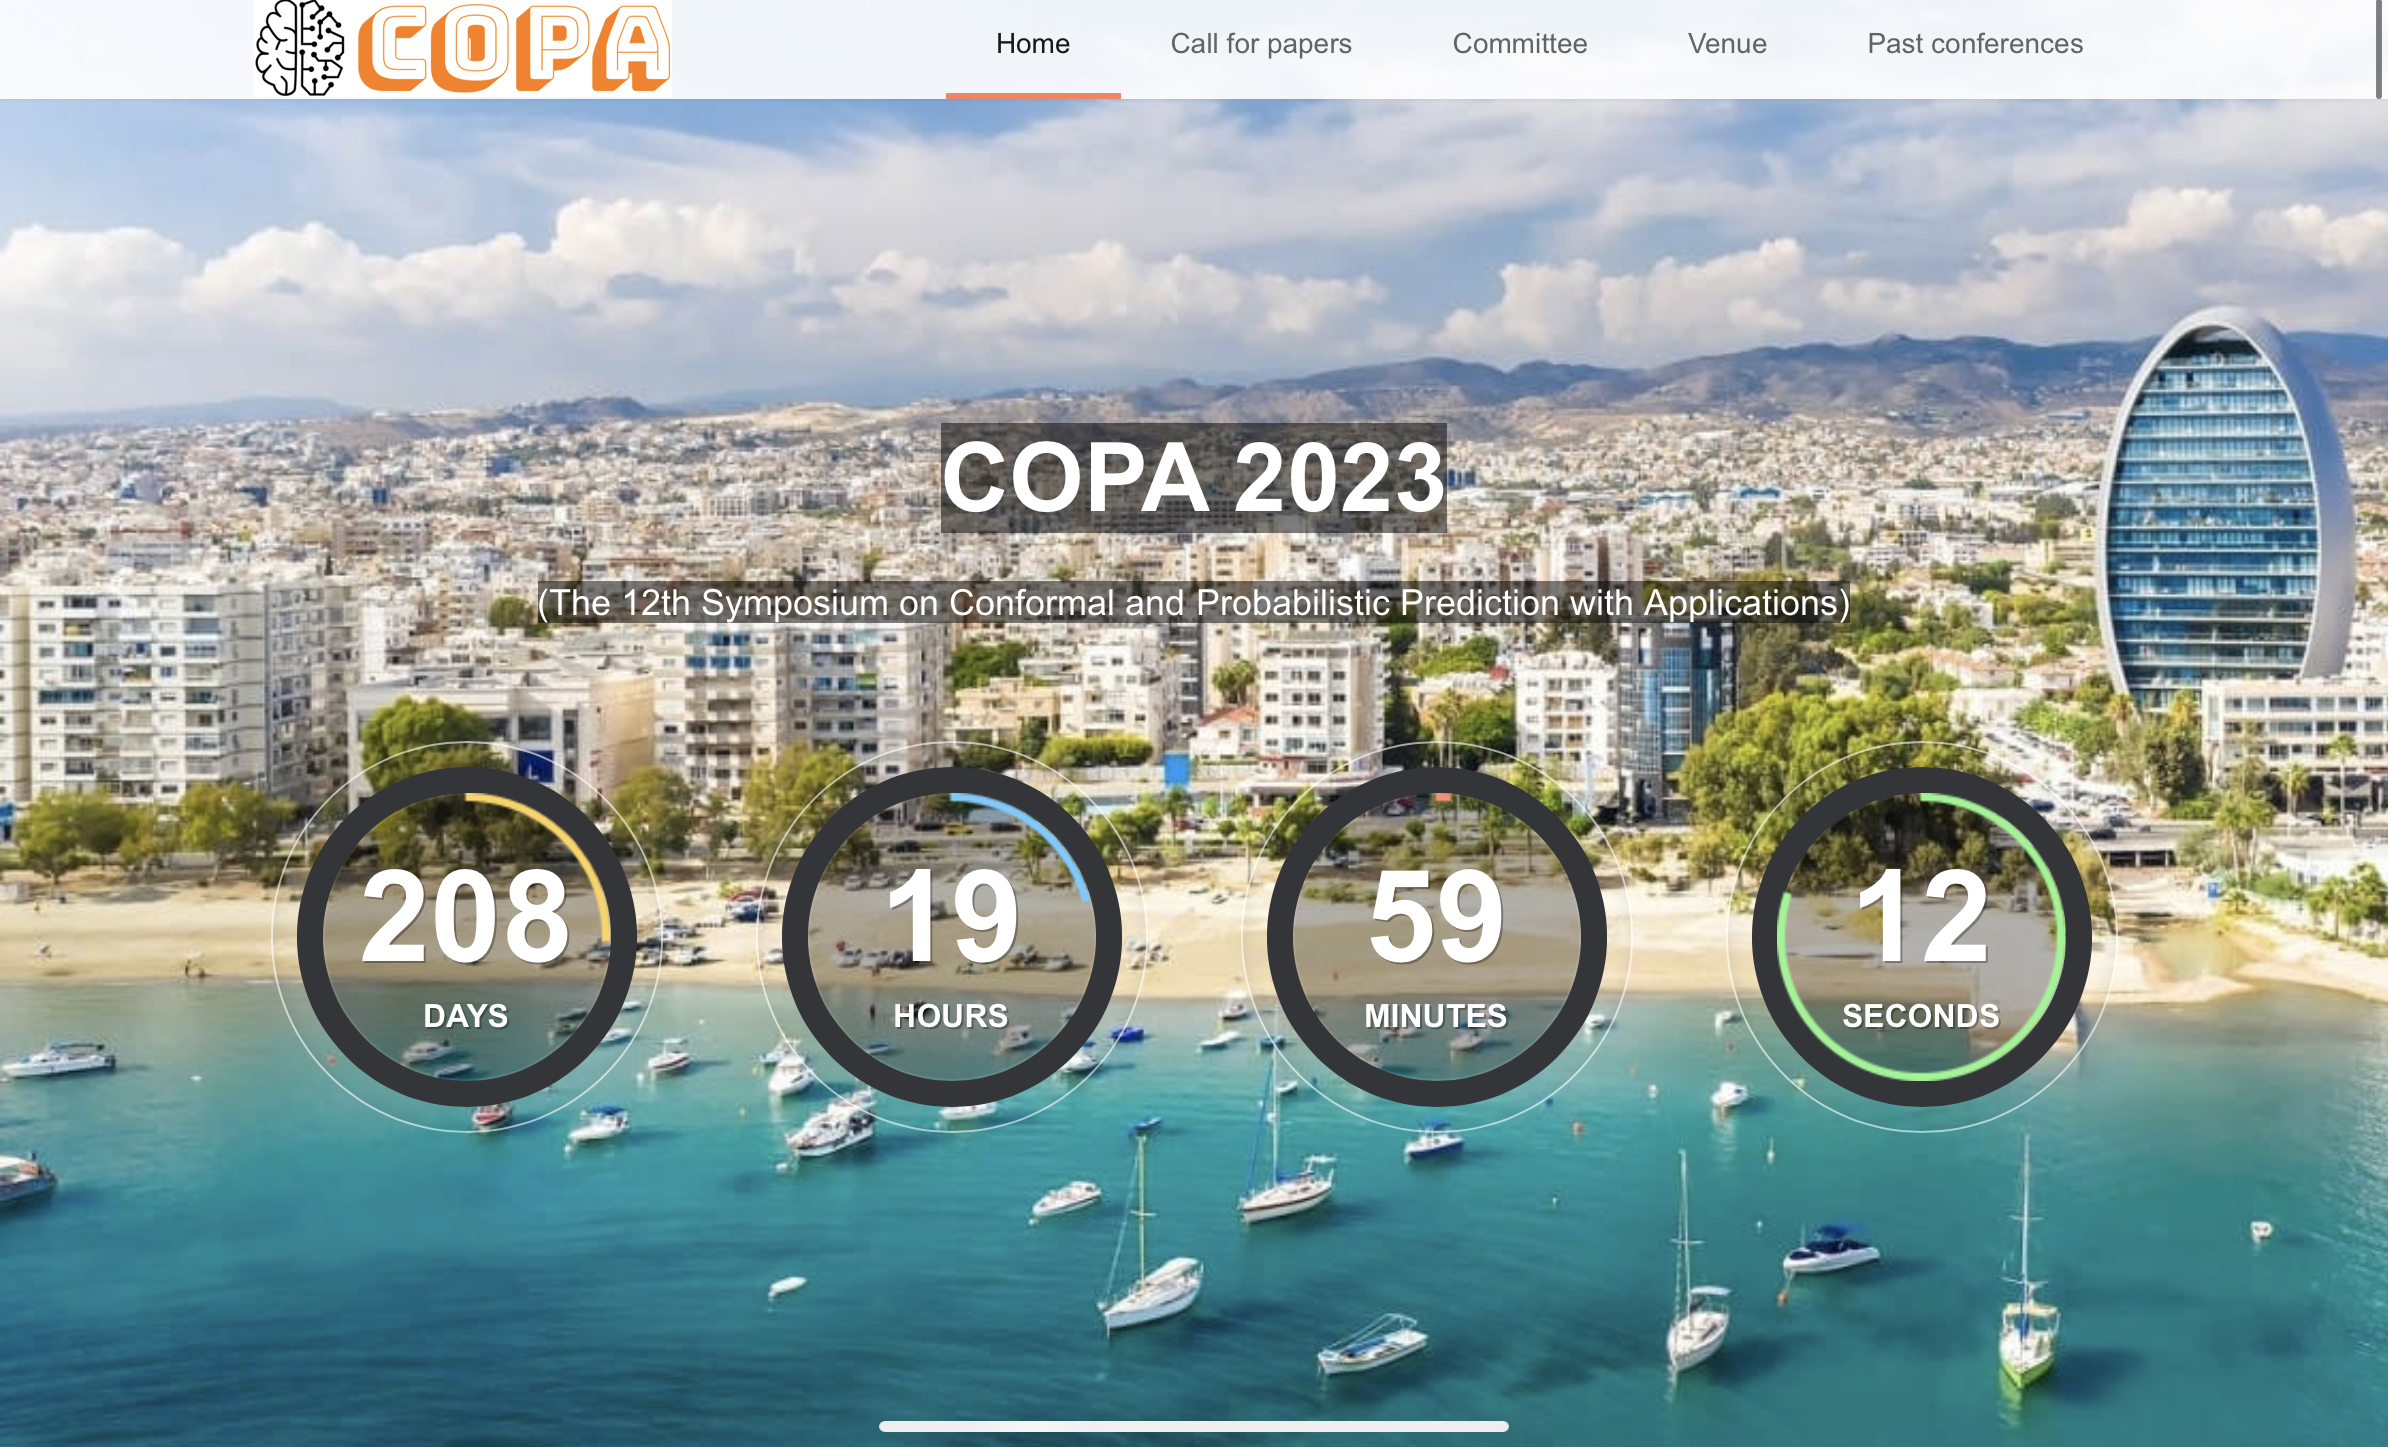 COPA
Home
Call for papers
Committee
Venue
Past conferences
COPA 2023
(The 12th Symposium on Conformal and Probabilistic Prediction with Applications)
208
DAYS
19
HOURS
59
MINUTES
12
SECONDS